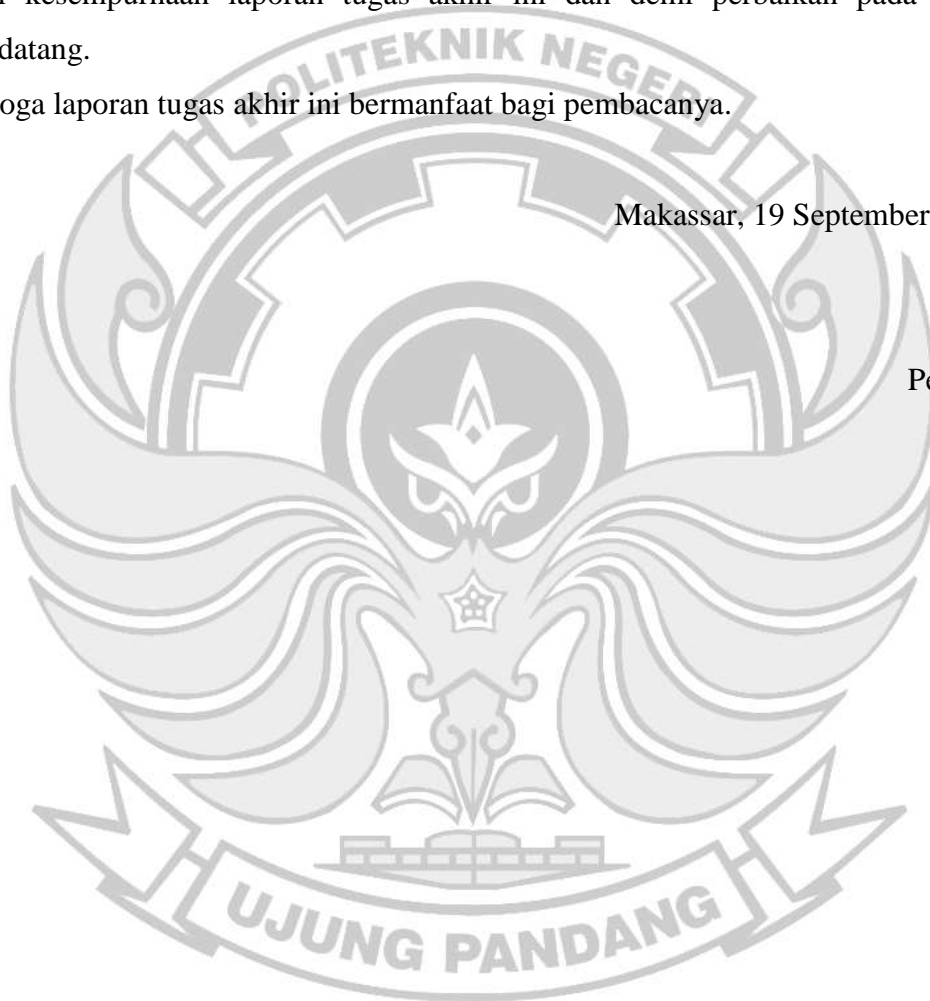 kesempurnaan laporan tugas akhir ini dan demi perbaikan pada
datang.
POLITEKNIK NEGERI
oga laporan tugas akhir ini bermanfaat bagi pembacanya.
Makassar, 19 September
Pe
UJUNG PANDANG